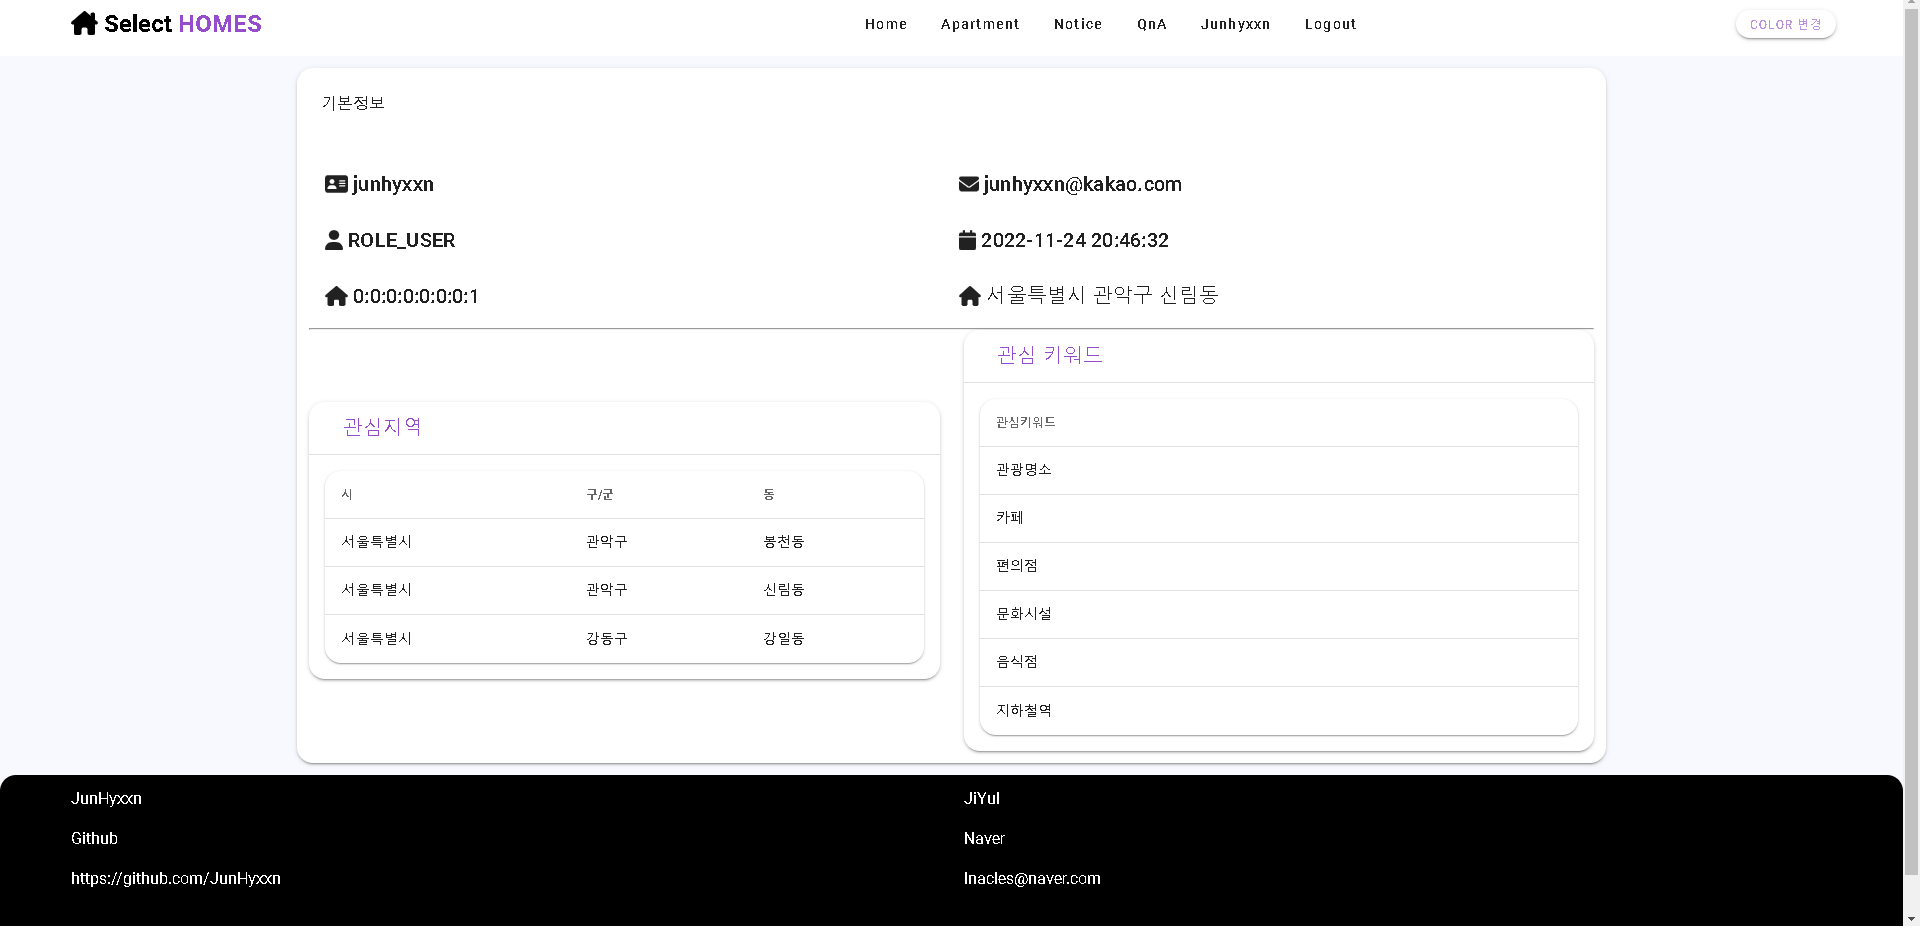 Select HOMES
Home Apartment Notice QnA Junhyxxn Logout
COLOR 변경
기본정보
junhyxxn
junhyxxn@kakao.com
ROLE_USER
2022-11-24 20:46:32
0:0:0:0:0:0:0:1
서울특별시 관악구 신림동
관심지역
시 구/군 동
서울특별시 관악구 봉천동
서울특별시 관악구 신림동
서울특별시 강동구 강일동
관심 키워드
관심키워드
관광명소
카페
편의점
문화시설
음식점
지하철역
JunHyxxn
Github
https://github.com/JunHyxxn
JiYul
Naver
lnacles@naver.com